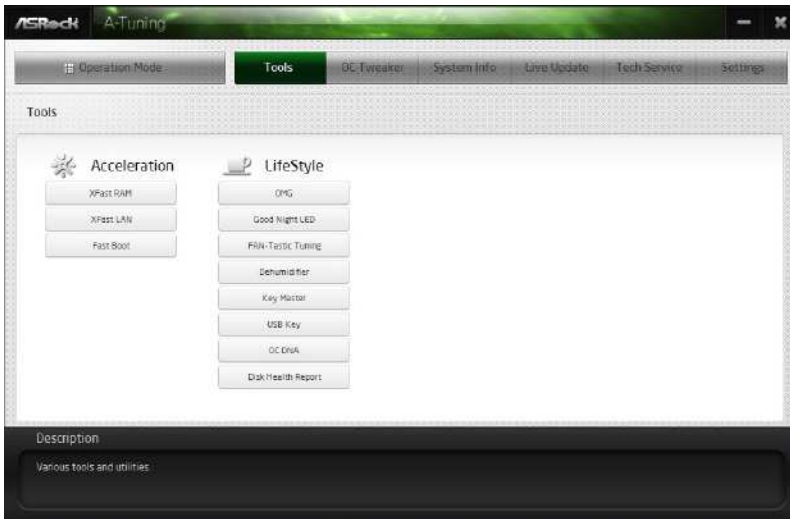 ASRock A-Tuning
Operation Mode Tools OC Tweaker System Info Live Update Tech Service Settings
Tools
Acceleration LifeStyle
XFast RAM OMG
XFast LAN Good Night LED
Fast Boot FAN-Tastic Tuning
Dehumidifier
Key Master
USB Key
OC DNA
Disk Health Report
Description
Various tools and utilities